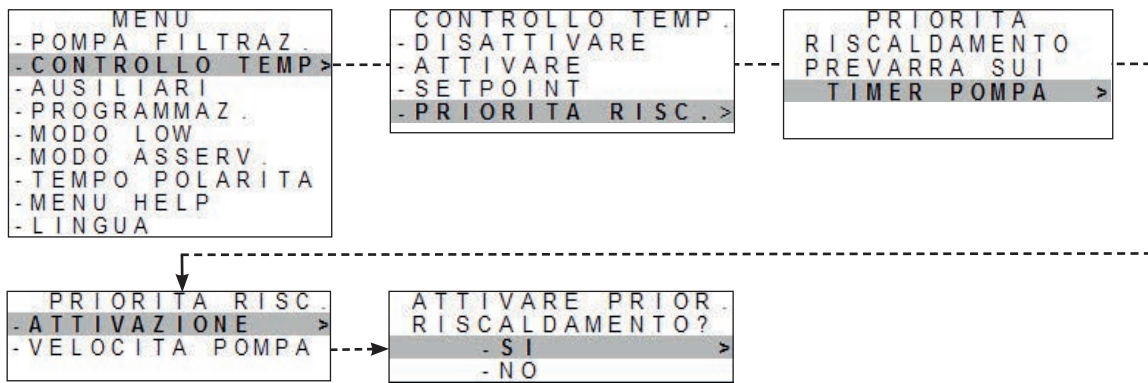 MENU
-POMPA FILTRAZ.
-CONTROLLO TEMP>
-AUSILIARI
-PROGRAMMAZ.
-MODO LOW
-MODO ASSERV.
-TEMPO POLARITA
-MENU HELP
-LINGUA
CONTROLLO TEMP.
-DISATTIVARE
-ATTIVARE
-SETPOINT
-PRIORITA RISC.>
PRIORITA
RISCALDAMENTO
PREVARRA SUI
TIMER POMPA >
PRIORITA RISC.
-ATTIVAZIONE >
-VELOCITA POMPA
ATTIVARE PRIOR.
RISCALDAMENTO?
-SI >
-NO